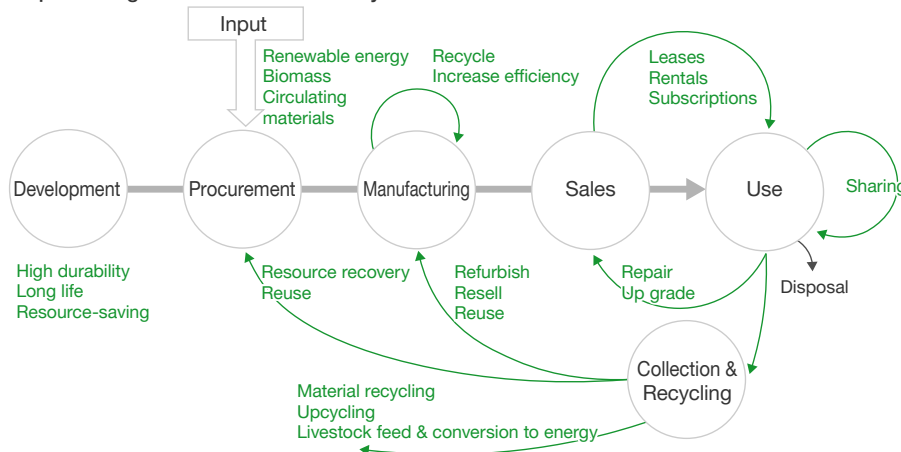 Input
Renewable energy
Biomass
Circulating
materials
Recycle
Increase efficiency
Leases
Rentals
Subscriptions
Development
Procurement
Manufacturing
Sales
Use
Sharing
High durability
Long life
Resource-saving
Resource recovery
Reuse
Refurbish
Resell
Reuse
Repair
Up grade
Disposal
Collection &
Recycling
Material recycling
Upcycling
Livestock feed & conversion to energy